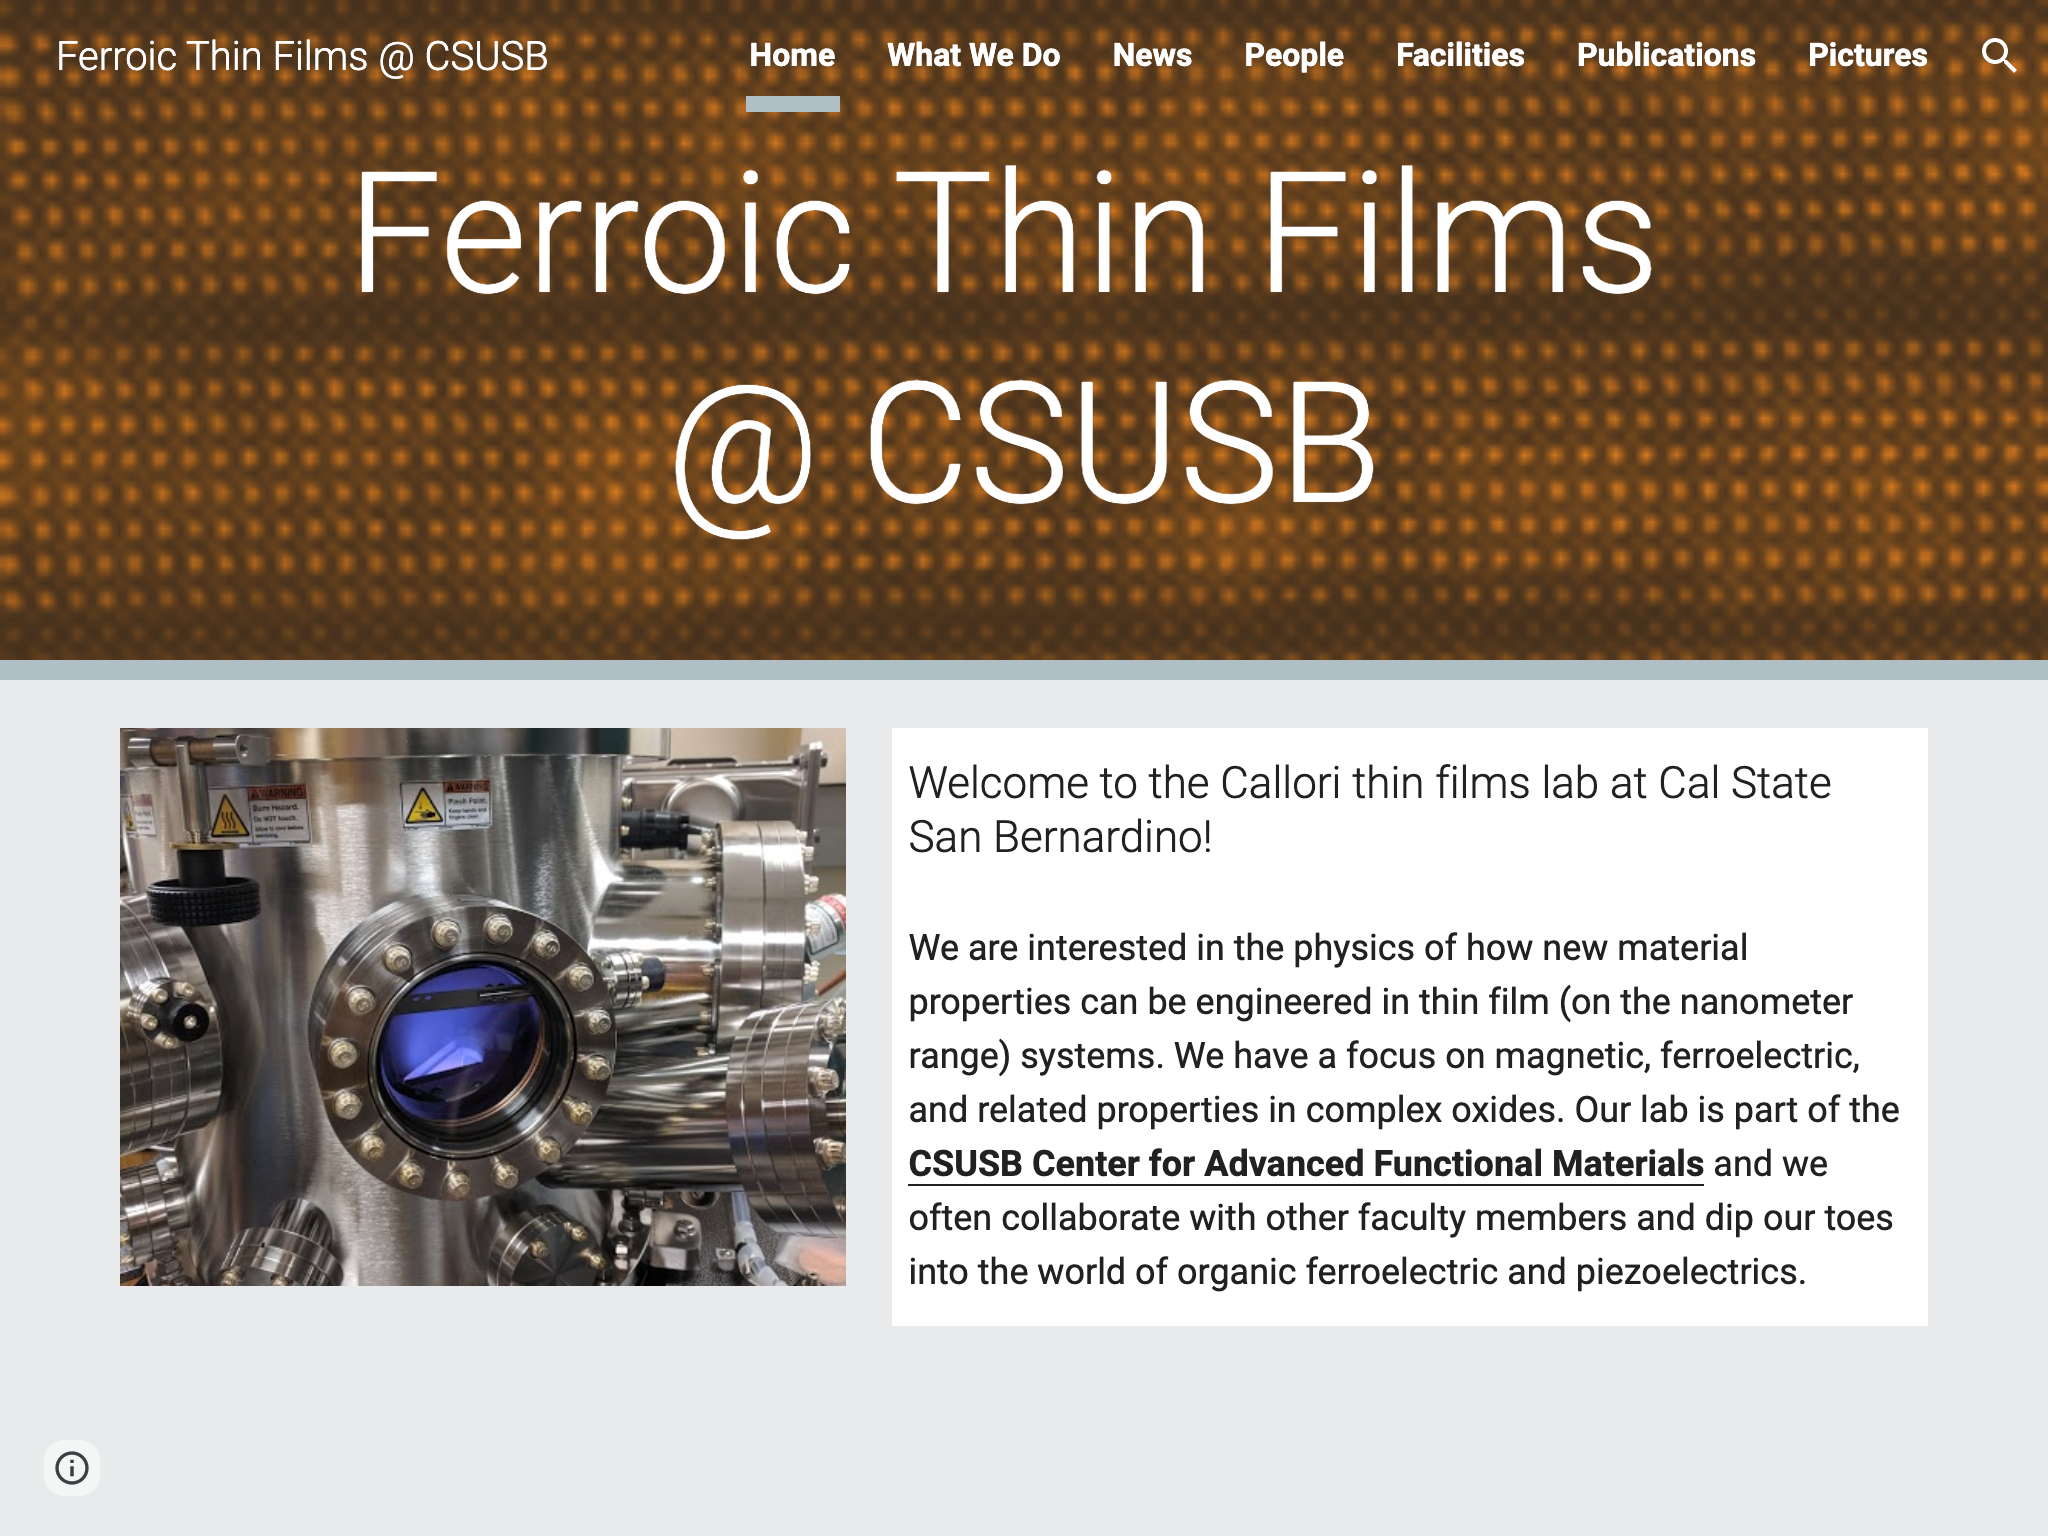 Ferroic Thin Films @ CSUSB
Home What We Do News People Facilities Publications Pictures
Ferroic Thin Films
@ CSUSB
WARNING
Burn Hazard.
Do NOT touch.
WARNING
Pinch Point.
Keep hands and
fingers clear.
Welcome to the Callori thin films lab at Cal State
San Bernardino!
We are interested in the physics of how new material
properties can be engineered in thin film (on the nanometer
range) systems. We have a focus on magnetic, ferroelectric,
and related properties in complex oxides. Our lab is part of the
CSUSB Center for Advanced Functional Materials and we
often collaborate with other faculty members and dip our toes
into the world of organic ferroelectric and piezoelectrics.